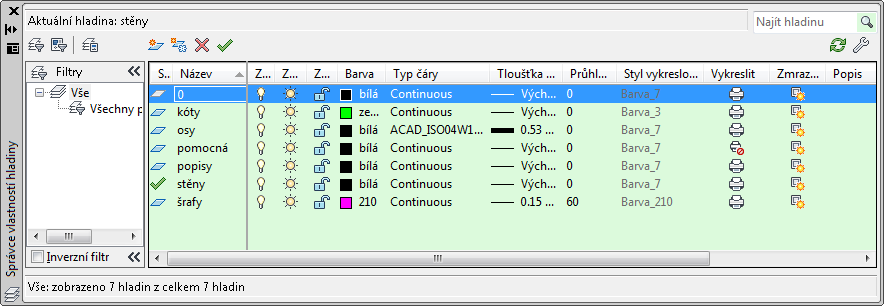 Aktuální hladina: stěny
Najít hladinu
Filtry
Vše
Všechny p
Inverzní filtr
S.. Název Z... Z... Z... Barva Typ čáry Tloušťka ... Průhl... Styl vykreslo... Vykreslit Zmraz... Popis
0 bílá Continuous Vých... 0 Barva_7
kóty ze... Continuous Vých... 0 Barva_3
osy bílá ACAD_ISO04W1... 0.53 ... 0 Barva_7
pomocná bílá Continuous Vých... 0 Barva_7
popisy bílá Continuous Vých... 0 Barva_7
stěny bílá Continuous Vých... 0 Barva_7
šrafy 210 Continuous 0.15 ... 60 Barva_210
Vše: zobrazeno 7 hladin z celkem 7 hladin
Správce vlastností hladiny